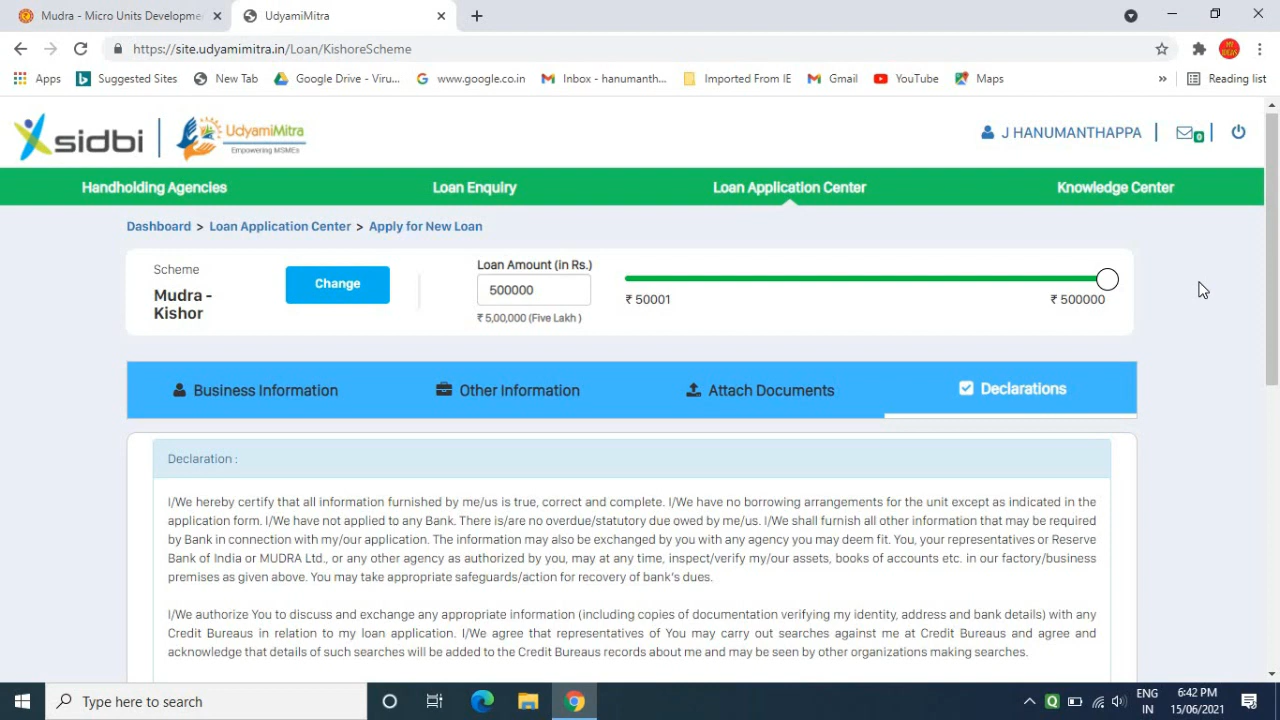 Mudra - Micro Units Developme
UdyamiMitra
https://site.udyamimitra.in/Loan/KishoreScheme
Apps
Suggested Sites
New Tab
Google Drive - Viru...
www.google.co.in
Inbox - hanumanth...
Imported From IE
Gmail
YouTube
Maps
»
Reading list
sidbi
UdyamiMitra
Empowering MSMEs
J HANUMANTHAPPA
0
Handholding Agencies
Loan Enquiry
Loan Application Center
Knowledge Center
Dashboard > Loan Application Center > Apply for New Loan
Scheme
Mudra -
Kishor
Change
Loan Amount (in Rs.)
500000
₹ 5,00,000 (Five Lakh )
₹ 50001
₹ 500000
Business Information
Other Information
Attach Documents
Declarations
Declaration :
I/We hereby certify that all information furnished by me/us is true, correct and complete. I/We have no borrowing arrangements for the unit except as indicated in the
application form. I/We have not applied to any Bank. There is/are no overdue/statutory due owed by me/us. I/We shall furnish all other information that may be required
by Bank in connection with my/our application. The information may also be exchanged by you with any agency you may deem fit. You, your representatives or Reserve
Bank of India or MUDRA Ltd., or any other agency as authorized by you, may at any time, inspect/verify my/our assets, books of accounts etc. in our factory/business
premises as given above. You may take appropriate safeguards/action for recovery of bank's dues.
I/We authorize You to discuss and exchange any appropriate information (including copies of documentation verifying my identity, address and bank details) with any
Credit Bureaus in relation to my loan application. I/We agree that representatives of You may carry out searches against me at Credit Bureaus and agree and
acknowledge that details of such searches will be added to the Credit Bureaus records about me and may be seen by other organizations making searches.
Type here to search
ENG
IN
6:42 PM
15/06/2021